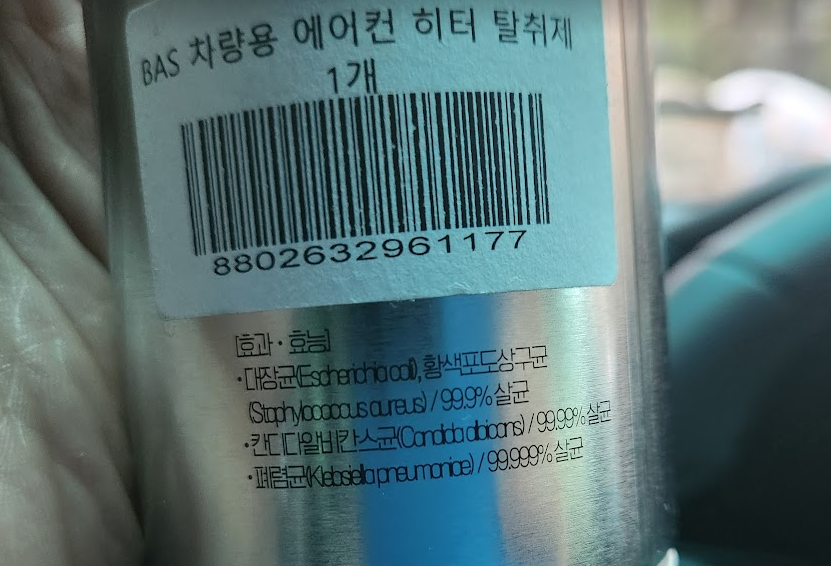 BAS 차량용 에어컨 히터 탈취제
1개
8802632961177
[효과 · 효능]
· 대장균(Escherichia coli), 황색포도상구균
(Staphylococcus aureus) / 99.9% 살균
· 칸디다알비칸스균(Candida albicans) / 99.99% 살균
· 폐렴균(Klebsiella pneumoniae) / 99.999% 살균